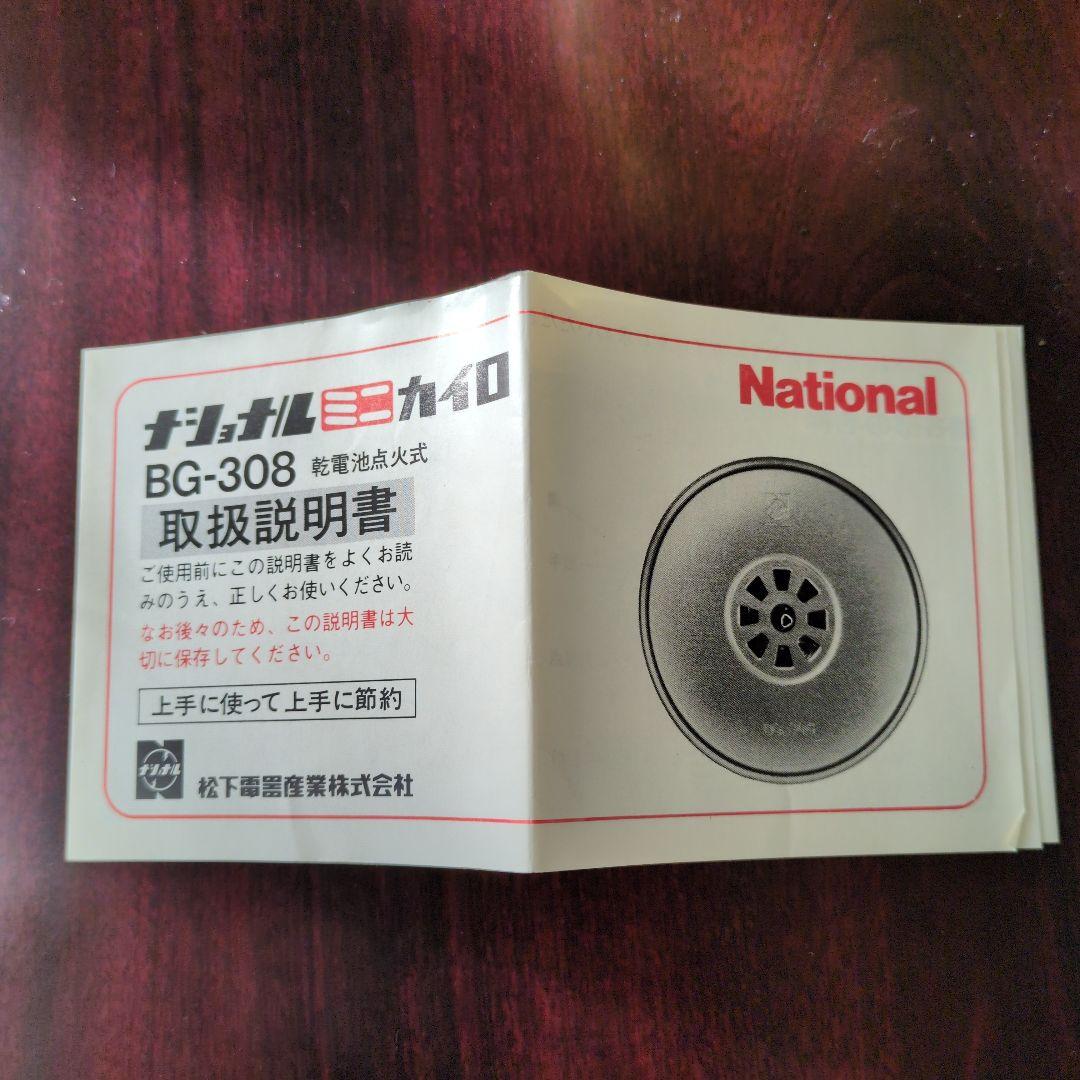 ナショナルミニカイロ
BG-308 乾電池点火式
取扱説明書
ご使用前にこの説明書をよくお読
みのうえ、正しくお使いください。
なお後々のため、この説明書は大
切に保存してください。
上手に使って上手に節約
ナショナル
松下電器産業株式会社
National